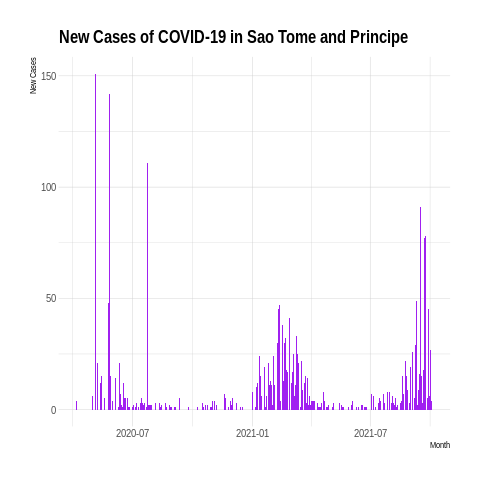 New Cases of COVID-19 in Sao Tome and Principe
New Cases
150
100
50
0
2020-07
2021-01
2021-07
Month